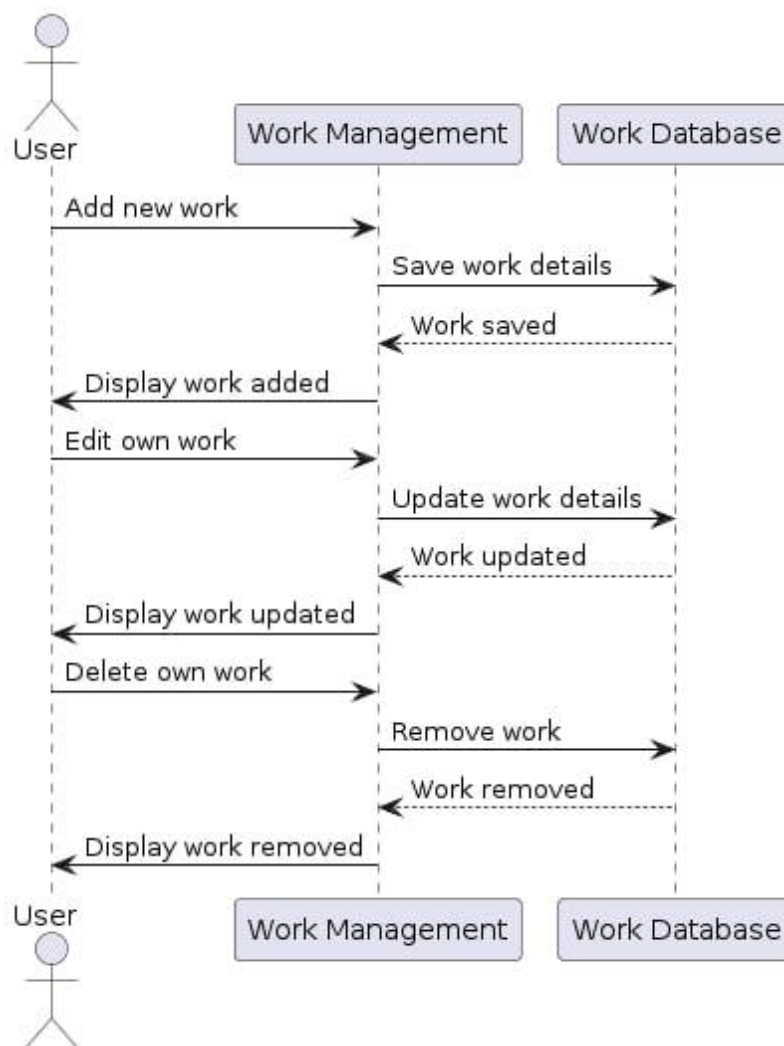 User
Work Management
Work Database
Add new work
Save work details
Work saved
Display work added
Edit own work
Update work details
Work updated
Display work updated
Delete own work
Remove work
Work removed
Display work removed
User
Work Management
Work Database